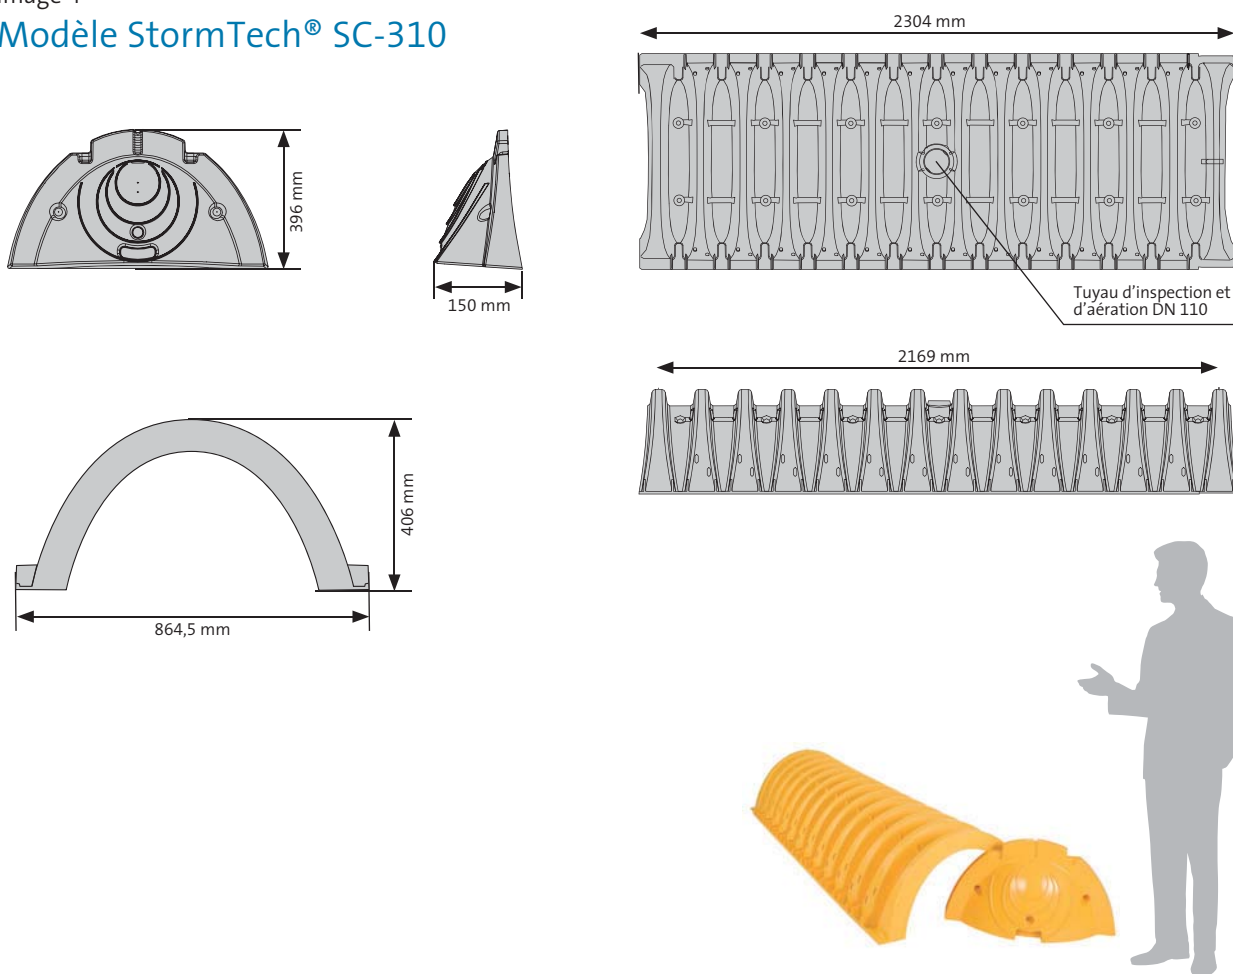 Modèle StormTech® SC-310
2304 mm
396 mm
150 mm
Tuyau d'inspection et
d'aération DN 110
2169 mm
406 mm
864,5 mm